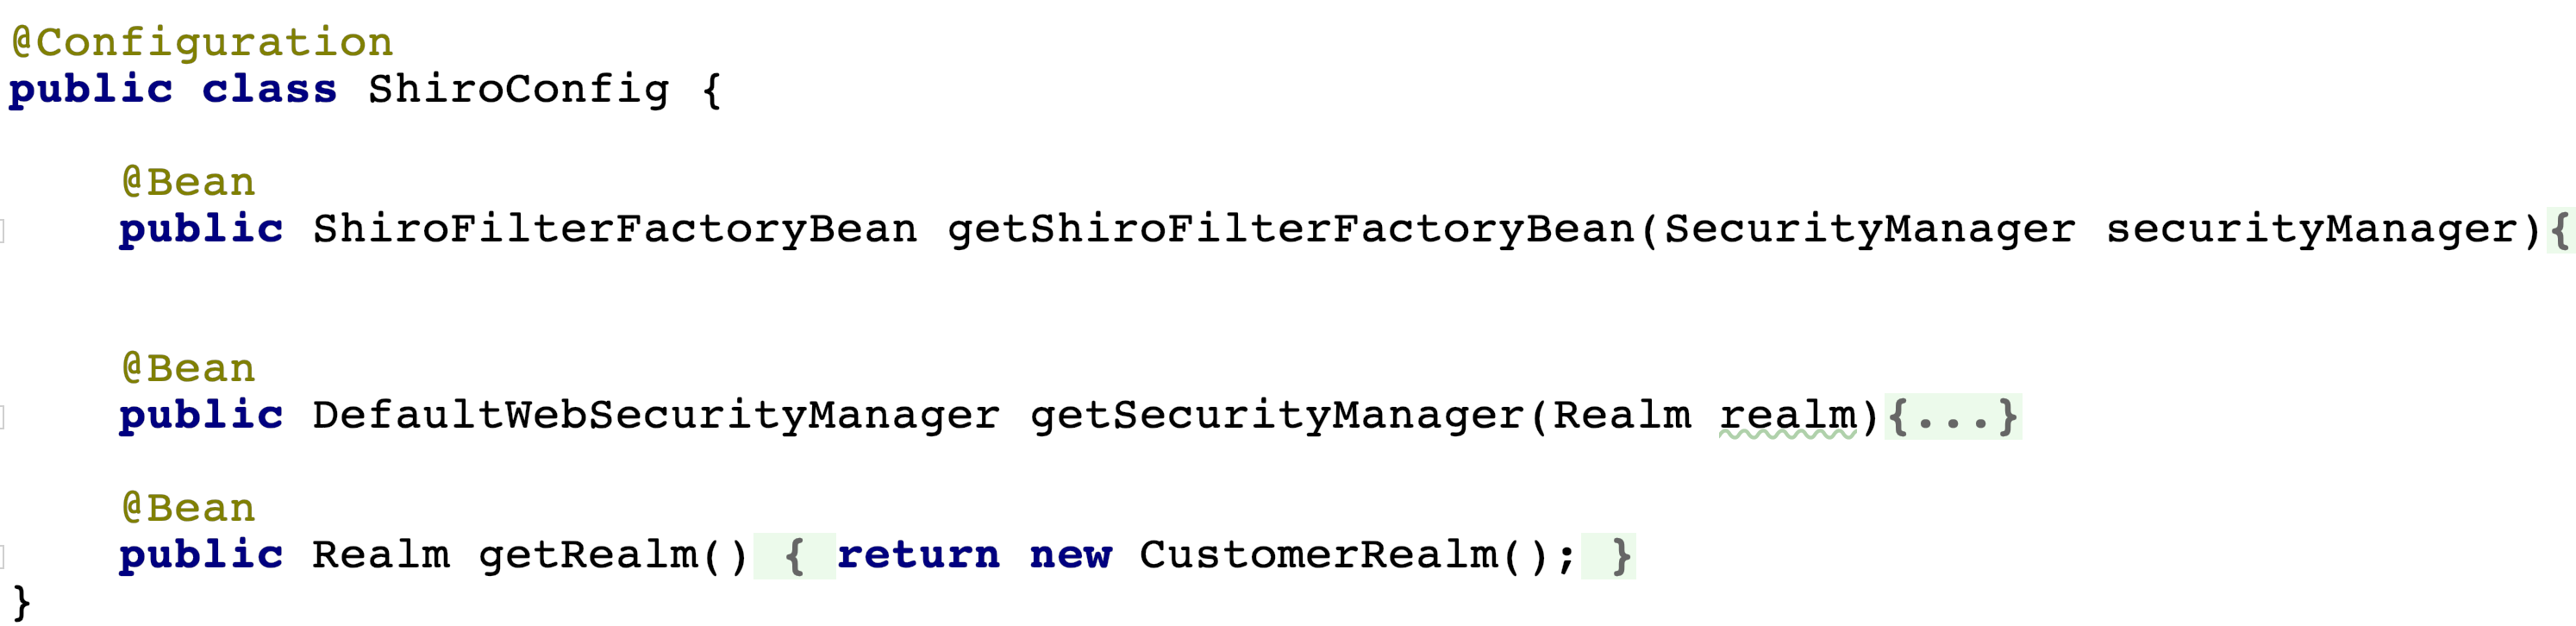 @Configuration
public class ShiroConfig {
@Bean
public ShiroFilterFactoryBean getShiroFilterFactoryBean(SecurityManager securityManager){
@Bean
public DefaultWebSecurityManager getSecurityManager(Realm realm){...}
@Bean
public Realm getRealm() { return new CustomerRealm(); }
}